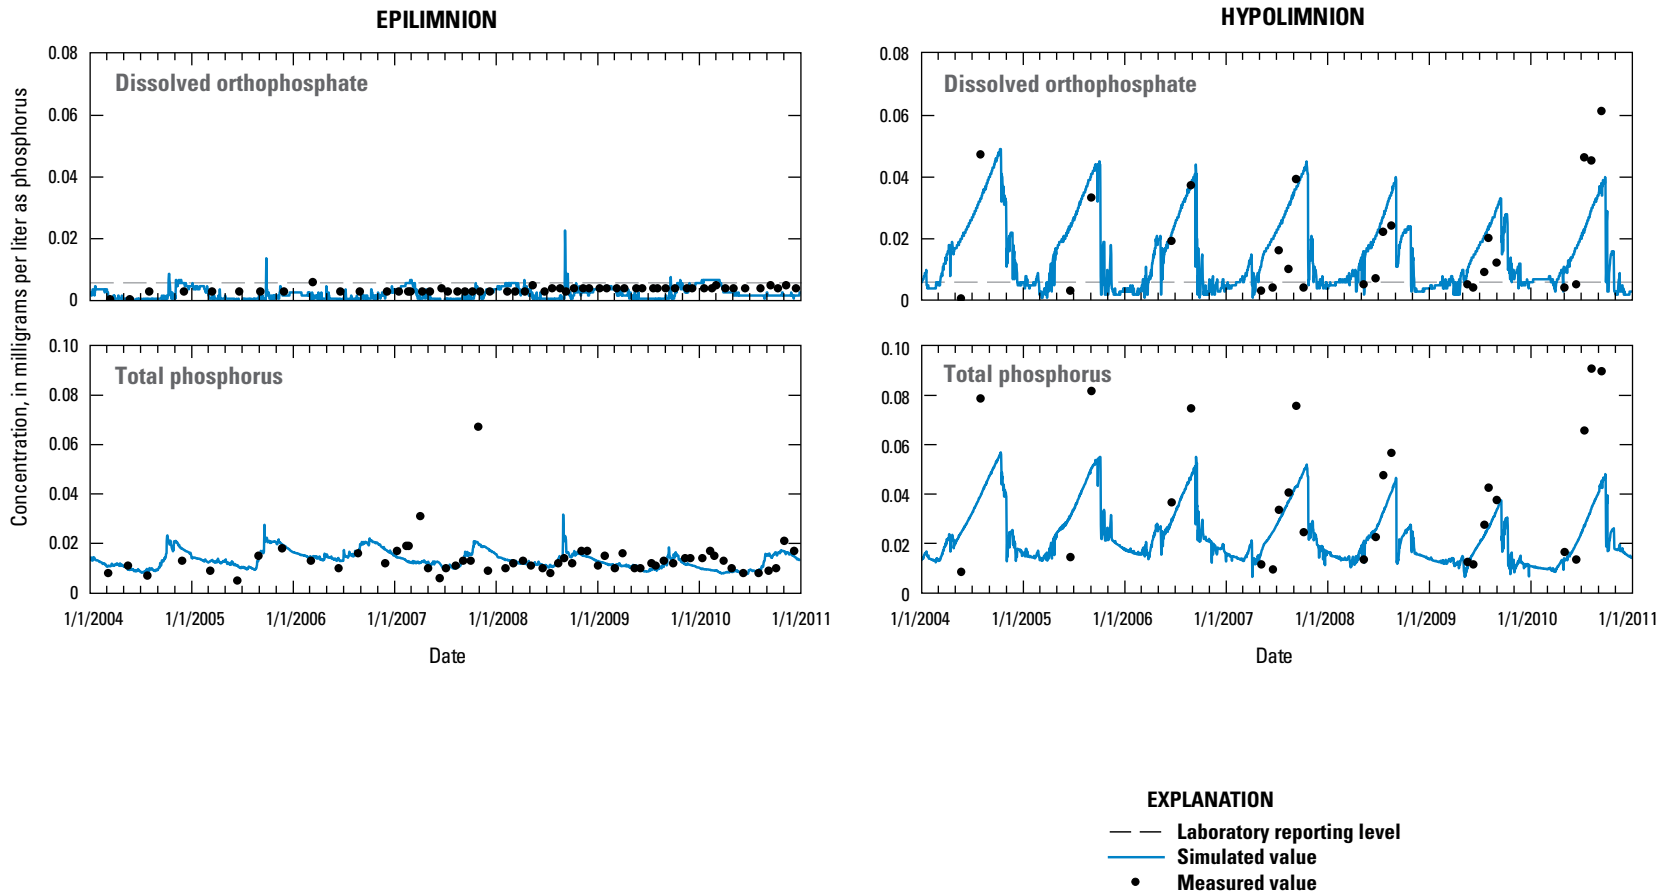 EPILIMNION
HYPOLIMNION
Concentration, in milligrams per liter as phosphorus
0.08
0.06
0.04
0.02
0
Dissolved orthophosphate
0.08
0.06
0.04
0.02
0
Dissolved orthophosphate
0.10
0.08
0.06
0.04
0.02
0
Total phosphorus
1/1/2004 1/1/2005 1/1/2006 1/1/2007 1/1/2008 1/1/2009 1/1/2010 1/1/2011
Date
0.10
0.08
0.06
0.04
0.02
0
Total phosphorus
1/1/2004 1/1/2005 1/1/2006 1/1/2007 1/1/2008 1/1/2009 1/1/2010 1/1/2011
Date
EXPLANATION
Laboratory reporting level
Simulated value
Measured value